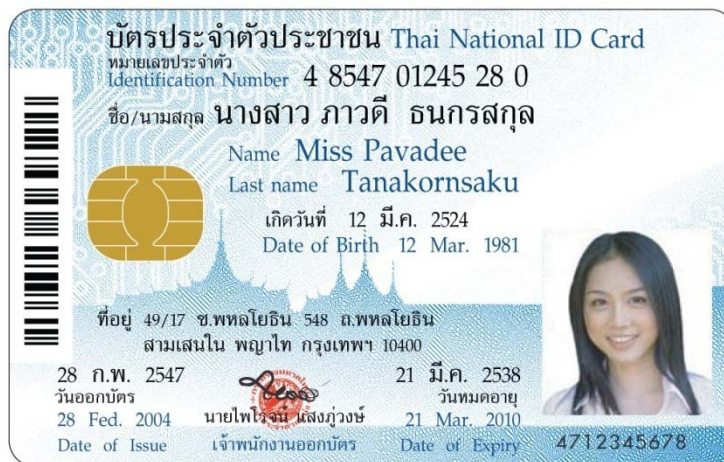 บัตรประจำตัวประชาชน Thai National ID Card
หมายเลขประจำตัว
Identification Number 4 8547 01245 28 0
ชื่อ/นามสกุล นางสาว ภาวดี ธนกรสกุล
Name Miss Pavadee
Last name Tanakornsaku
เกิดวันที่ 12 มี.ค. 2524
Date of Birth 12 Mar. 1981
ที่อยู่ 49/17 ซ.พหลโยธิน 548 ถ.พหลโยธิน
สามเสนใน พญาไท กรุงเทพฯ 10400
28 ก.พ. 2547
วันออกบัตร
28 Fed. 2004
Date of Issue
นายไพโรจน์ แสงภู่วงษ์
เจ้าพนักงานออกบัตร
21 มี.ค. 2538
วันหมดอายุ
21 Mar. 2010
Date of Expiry
4712345678